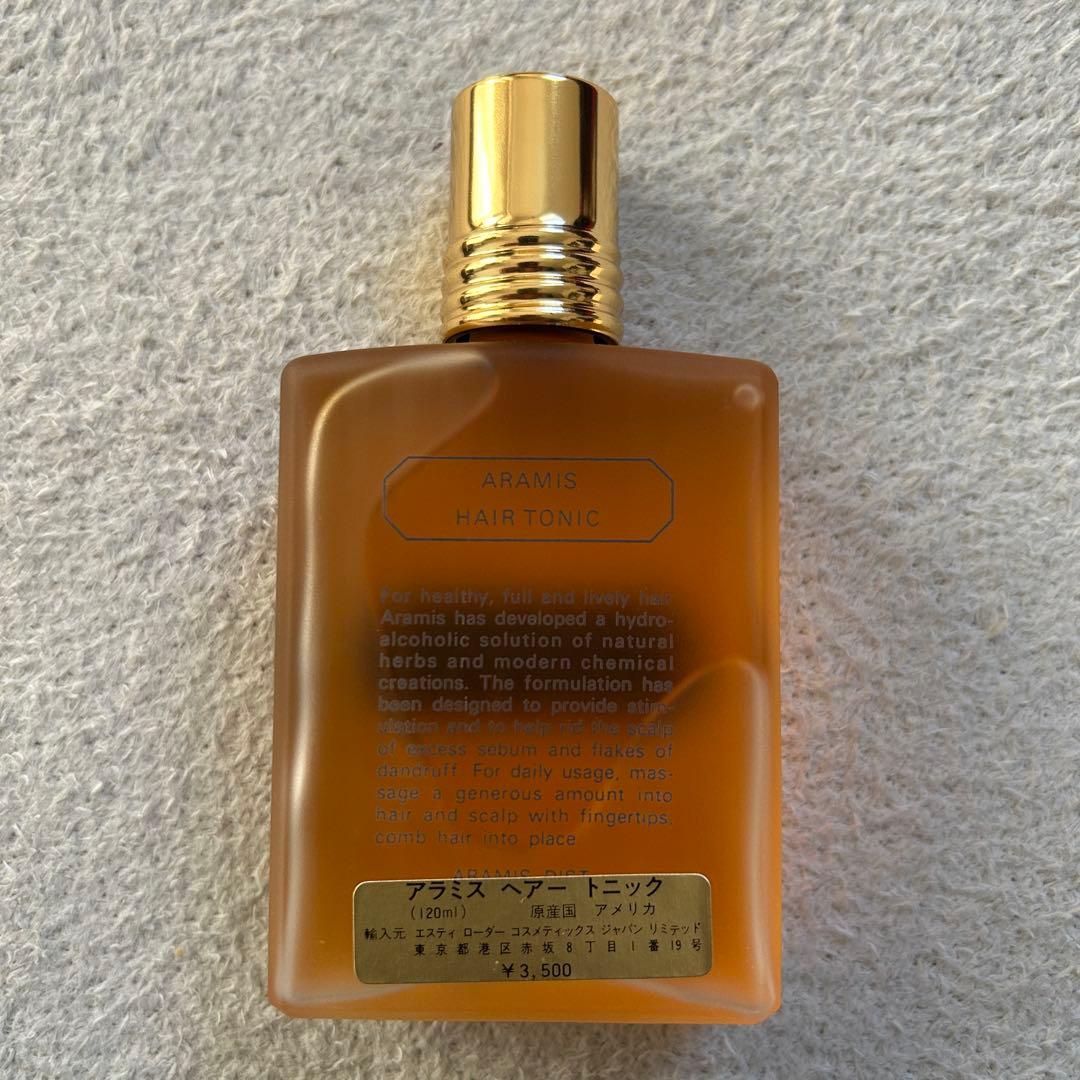 ARAMIS
HAIR TONIC
For healthy, full and lively hair
Aramis has developed a hydro-
alcoholic solution of natural
herbs and modern chemical
creations. The formulation has
been designed to provide stim-
ulation and to help rid the scalp
of excess sebum and flakes of
dandruff. For daily usage, mas-
sage a generous amount into
hair and scalp with fingertips,
comb hair into place
ARAMIS DIST
アラミス ヘアー トニック
(120ml) 原産国 アメリカ
輸入元 エスティ ローダー コスメティックス ジャパン リミテッド
東京都港区赤坂8丁目1番19号
￥3,500